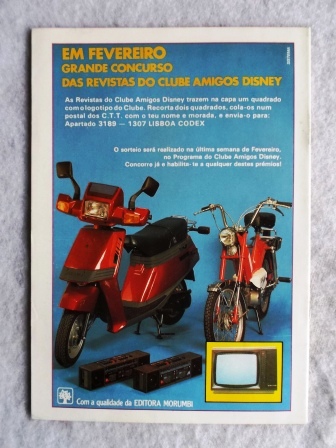 EM FEVEREIRO
GRANDE CONCURSO
DAS REVISTAS DO CLUBE AMIGOS DISNEY
As Revistas do Clube Amigos Disney trazem na capa um quadrado
com o logotipo do Clube. Recorta dois quadrados, cola-os num
postal dos C.T.T. com o teu nome e morada, e envia-o para:
Apartado 3189 — 1307 LISBOA CODEX
O sorteio será realizado na última semana de Fevereiro,
no Programa do Clube Amigos Disney.
Concorre já e habilita-te a qualquer destes prémios!
Com a qualidade da EDITORA MORUMBI